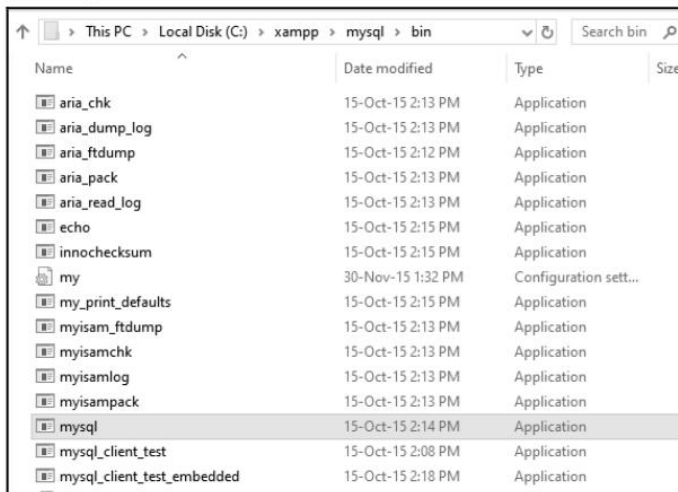 This PC > Local Disk (C:) > xampp > mysql > bin Search bin
Name Date modified Type Size
aria_chk 15-Oct-15 2:13 PM Application
aria_dump_log 15-Oct-15 2:13 PM Application
aria_ftdump 15-Oct-15 2:12 PM Application
aria_pack 15-Oct-15 2:13 PM Application
aria_read_log 15-Oct-15 2:13 PM Application
echo 15-Oct-15 2:15 PM Application
innochecksum 15-Oct-15 2:15 PM Application
my 30-Nov-15 1:32 PM Configuration sett...
my_print_defaults 15-Oct-15 2:15 PM Application
myisam_ftdump 15-Oct-15 2:13 PM Application
myisamchk 15-Oct-15 2:13 PM Application
myisamlog 15-Oct-15 2:13 PM Application
myisampack 15-Oct-15 2:13 PM Application
mysql 15-Oct-15 2:14 PM Application
mysql_client_test 15-Oct-15 2:08 PM Application
mysql_client_test_embedded 15-Oct-15 2:18 PM Application